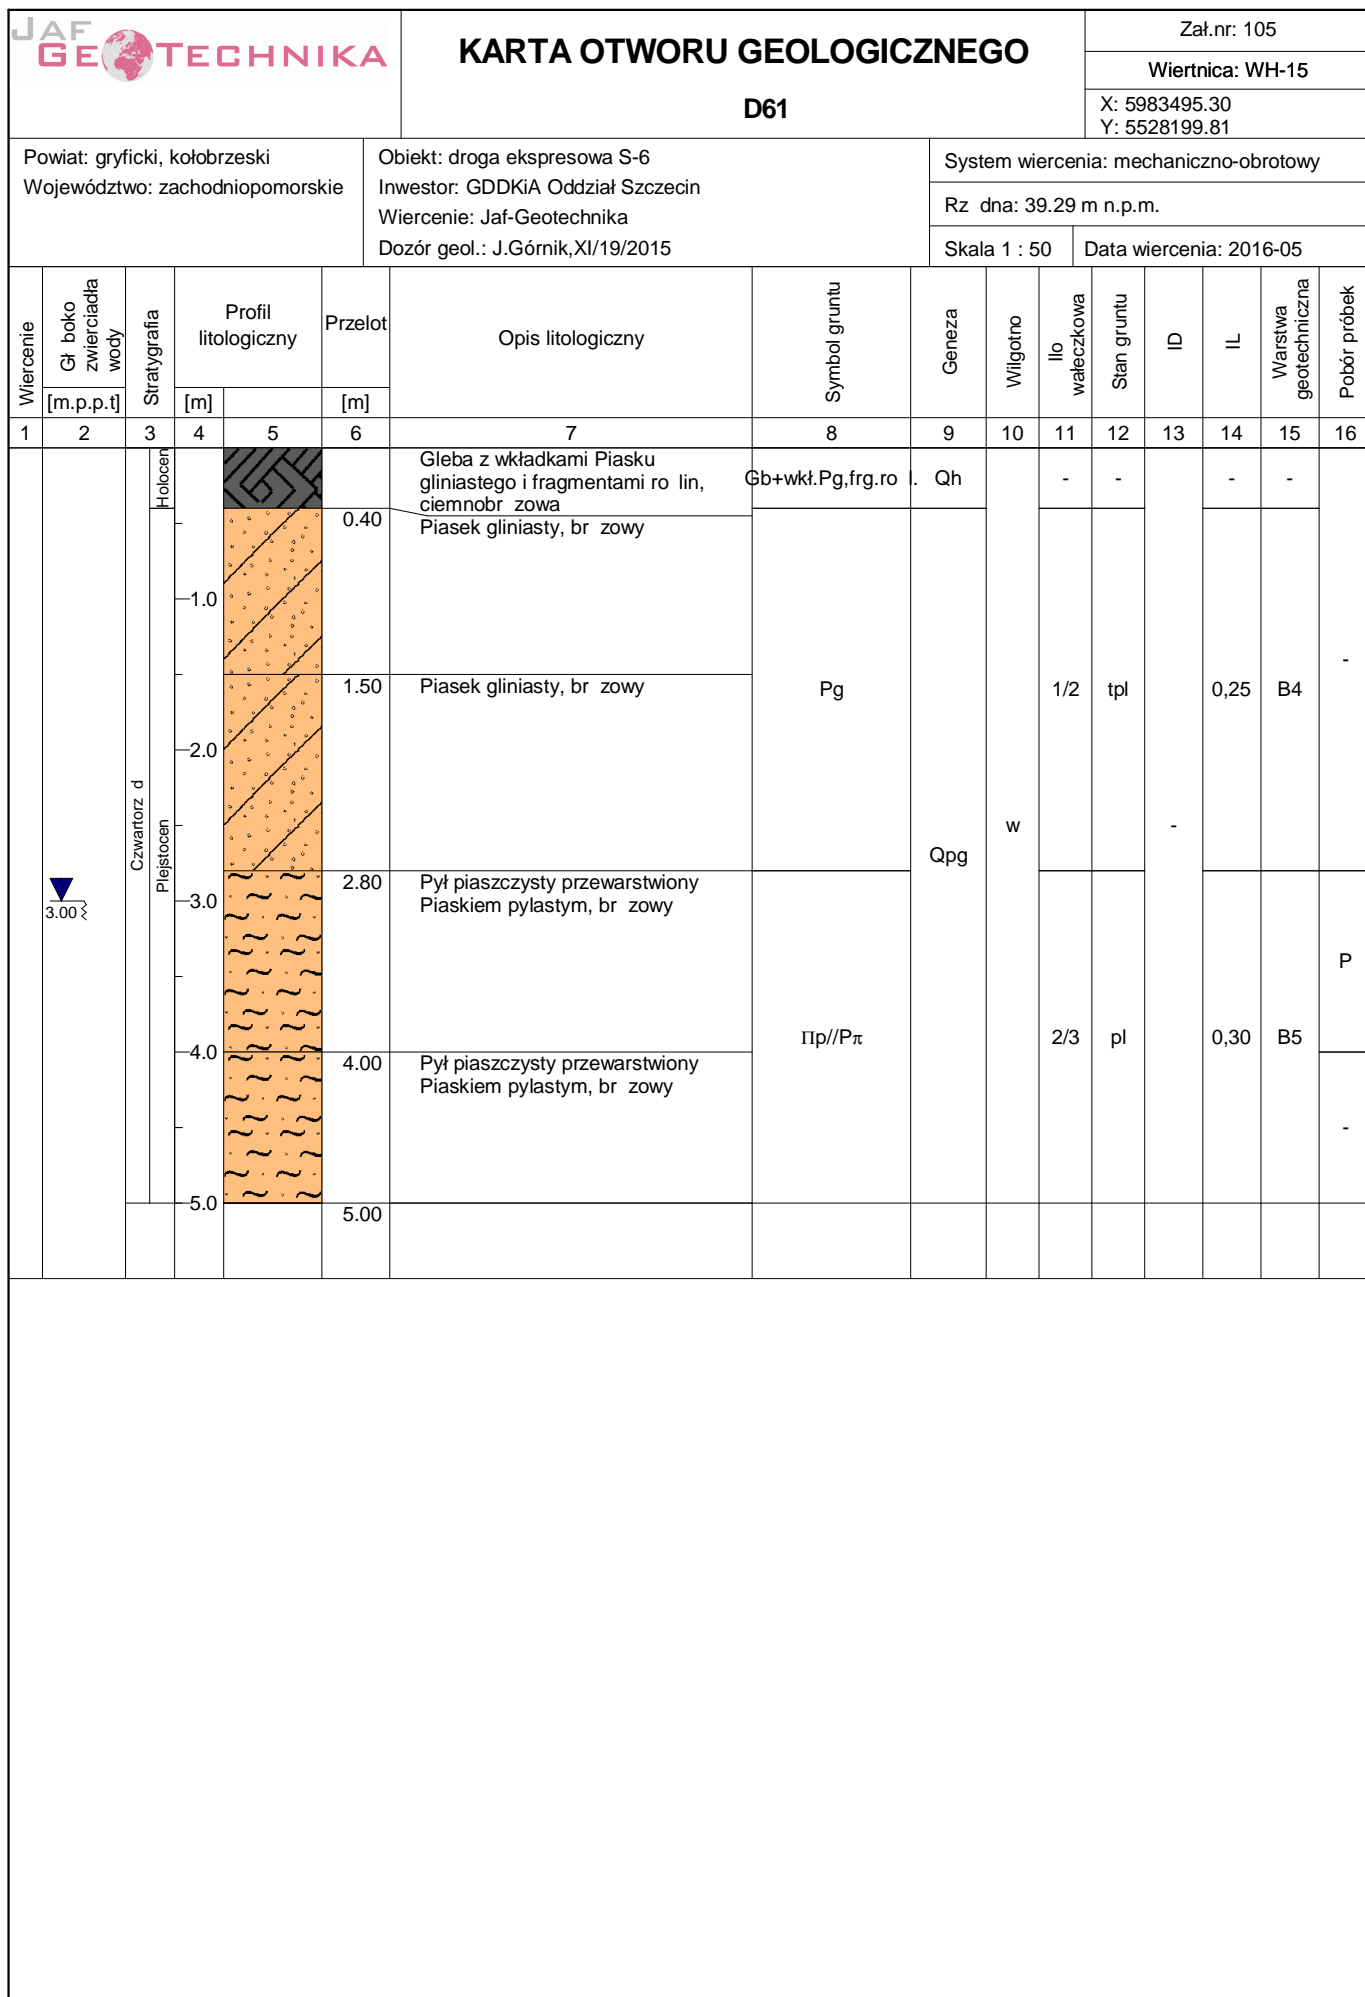 JAF
GEOTECHNIKA
KARTA OTWORU GEOLOGICZNEGO
D61
Zał.nr: 105
Wiertnica: WH-15
X: 5983495.30
Y: 5528199.81
Powiat: gryficki, kołobrzeski
Województwo: zachodniopomorskie
Obiekt: droga ekspresowa S-6
Inwestor: GDDKiA Oddział Szczecin
Wiercenie: Jaf-Geotechnika
Dozór geol.: J.Górnik,XI/19/2015
System wiercenia: mechaniczno-obrotowy
Rz dna: 39.29 m n.p.m.
Skala 1 : 50
Data wiercenia: 2016-05
Wiercenie
Gł boko
zwierciadła
wody
[m.p.p.t]
Stratygrafia
Profil
litologiczny
[m]
Przelot
[m]
Opis litologiczny
Symbol gruntu
Geneza
Wilgotno
Ilo
wałeczkowa
Stan gruntu
ID
IL
Warstwa
geotechniczna
Pobór próbek
1 2 3 4 5 6 7 8 9 10 11 12 13 14 15 16
Holocen
Gleba z wkładkami Piasku
gliniastego i fragmentami ro lin,
ciemnobr zowa
Gb+wkł.Pg,frg.ro l. Qh - - - -
0.40
Piasek gliniasty, br zowy
1.0
-
1.50 Piasek gliniasty, br zowy Pg 1/2 tpl 0,25 B4
2.0
Czwartorz d
Plejstocen
w -
Qpg
2.80 Pył piaszczysty przewarstwiony
Piaskiem pylastym, br zowy
3.00
3.0
P
Πp//Pπ 2/3 pl 0,30 B5
4.0
4.00 Pył piaszczysty przewarstwiony
Piaskiem pylastym, br zowy
-
5.0
5.00